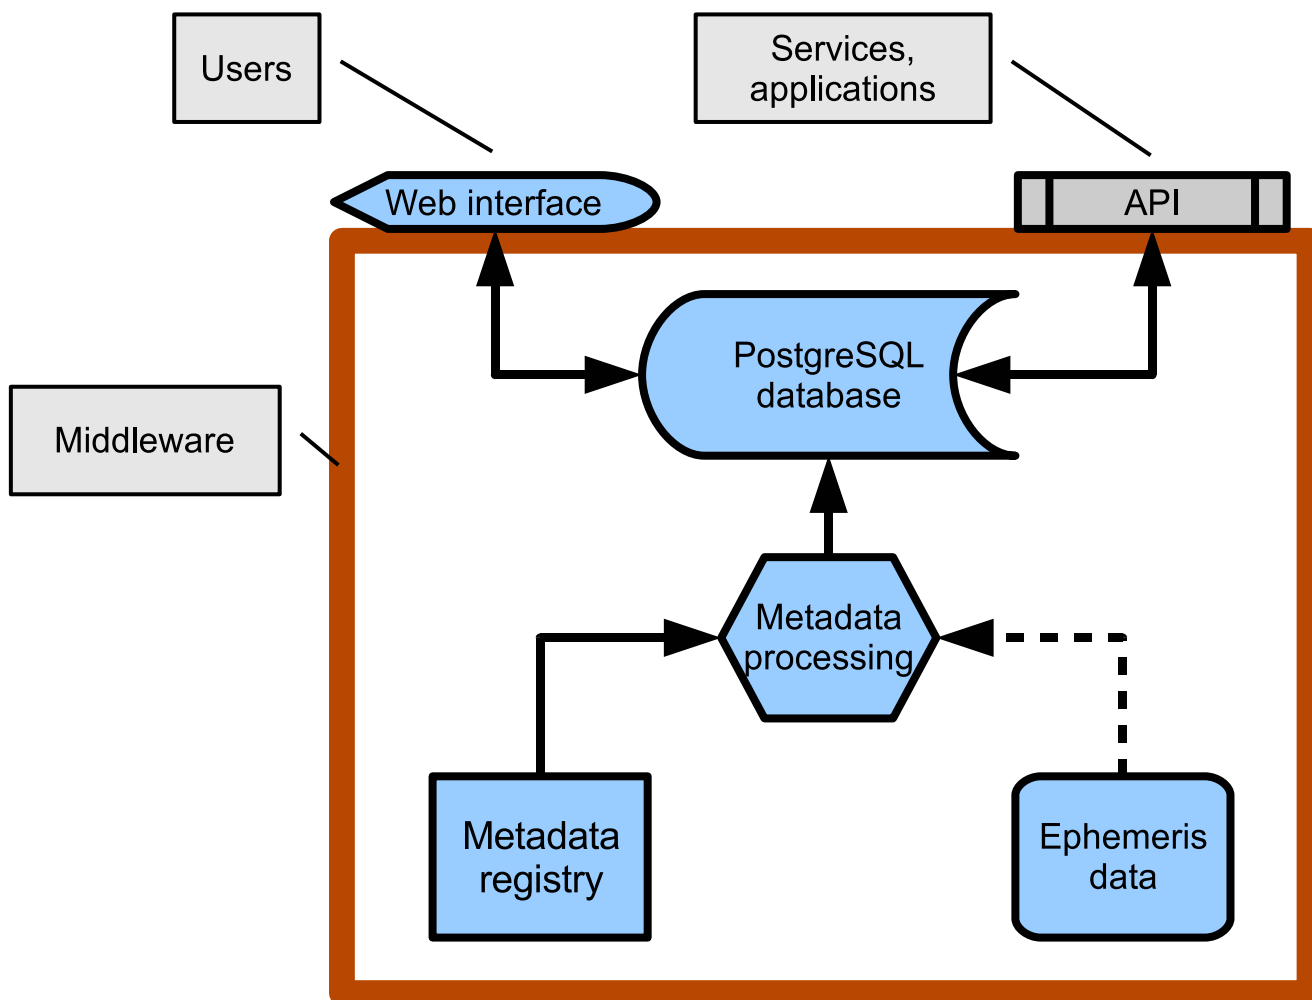 Users
Services,
applications
Web interface
API
PostgreSQL
database
Middleware
Metadata
processing
Metadata
registry
Ephemeris
data